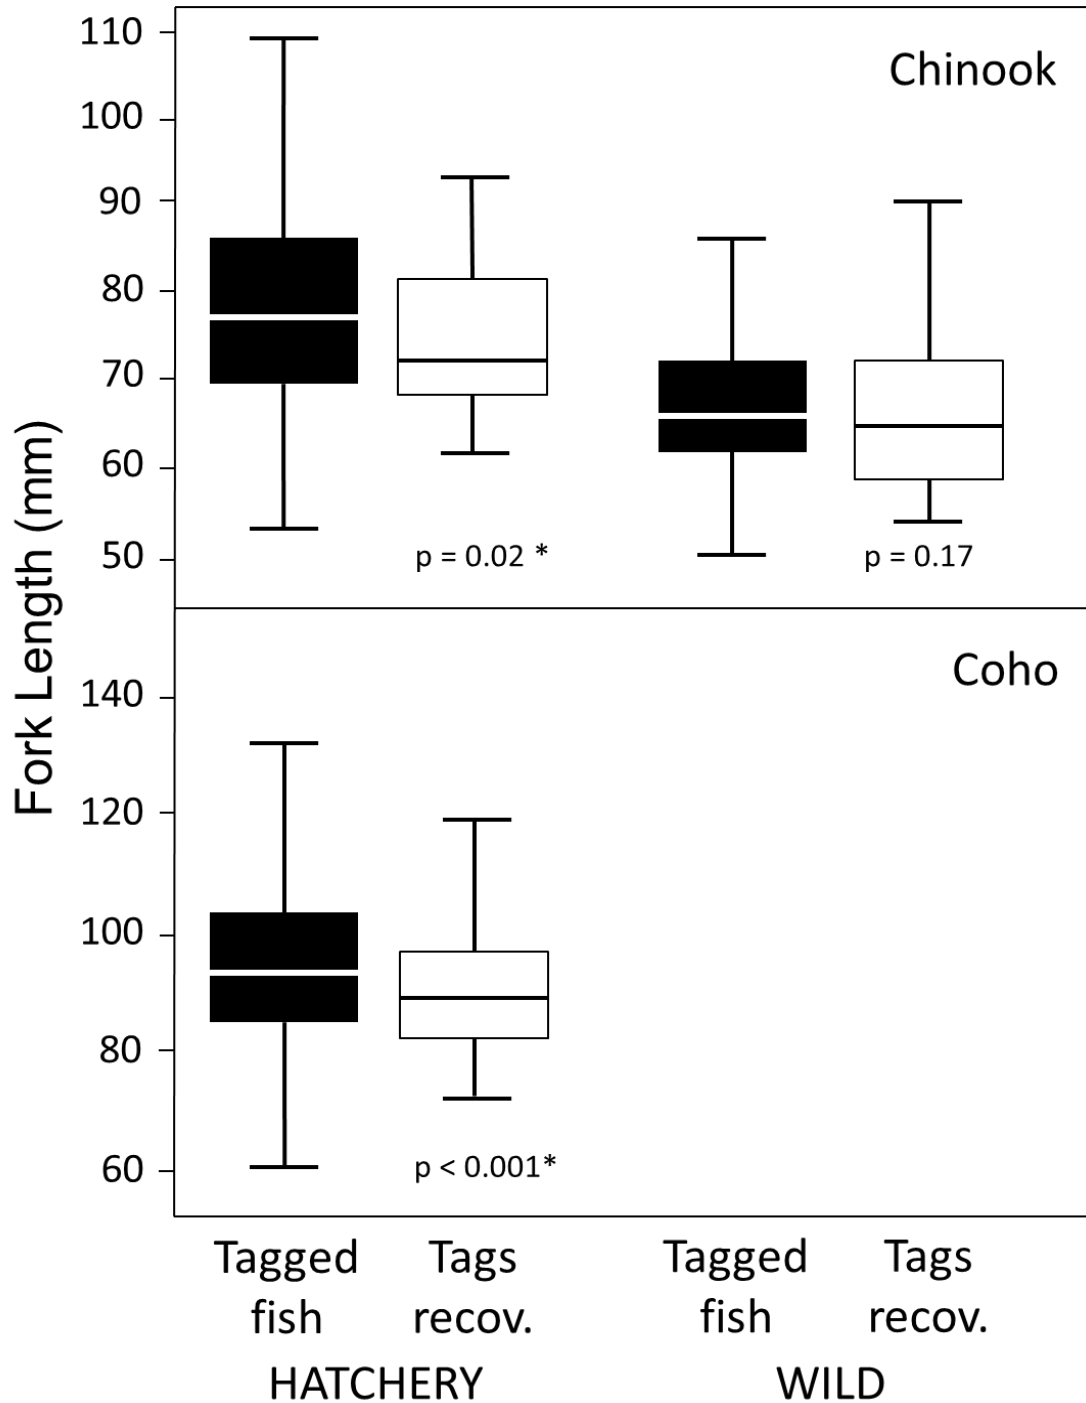 Fork Length (mm)
110
100
90
80
70
60
50
Chinook
p = 0.02 *
p = 0.17
140
120
100
80
60
Coho
p < 0.001*
Tagged fish
Tags recov.
Tagged fish
Tags recov.
HATCHERY
WILD